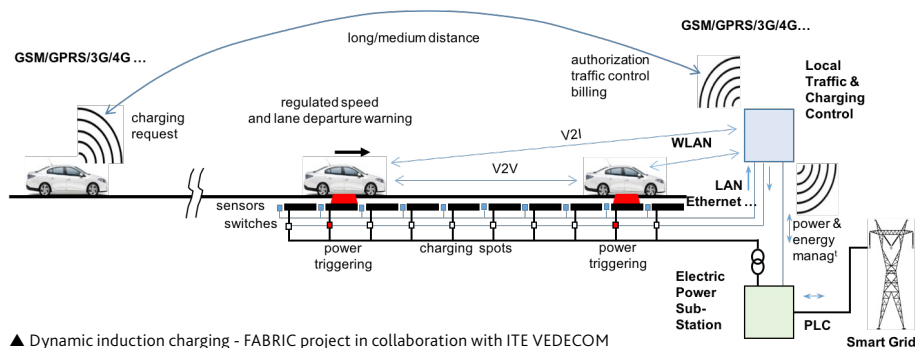 GSM/GPRS/3G/4G...
long/medium distance
GSM/GPRS/3G/4G ...
authorization
traffic control
billing
Local
Traffic &
Charging
Control
charging
request
regulated speed
and lane departure warning
V2I
WLAN
V2V
LAN
Ethernet ...
sensors
switches
power
triggering
charging spots
power
triggering
power &
energy
managᵗ
Electric
Power
Sub-
Station
PLC
Smart Grid
▲ Dynamic induction charging - FABRIC project in collaboration with ITE VEDECOM